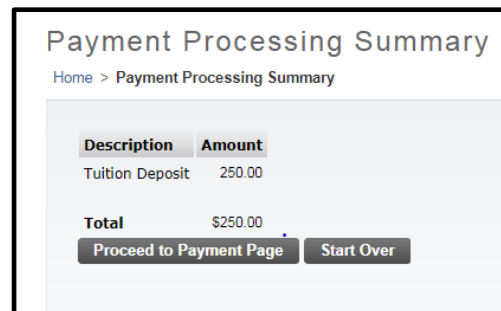 Payment Processing Summary
Home > Payment Processing Summary
Description Amount
Tuition Deposit 250.00
Total $250.00
Proceed to Payment Page Start Over